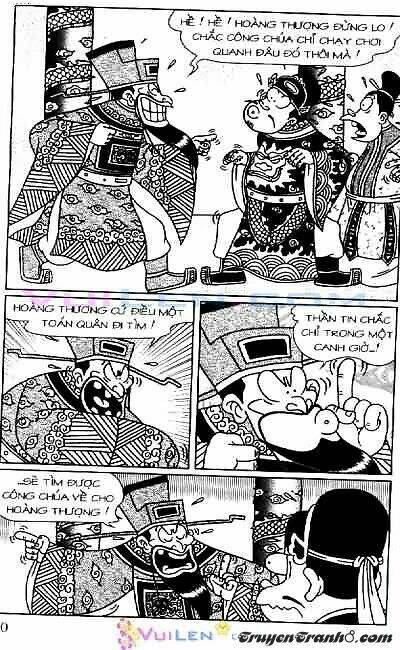 HỀ! HỀ! HOÀNG THƯỢNG ĐỪNG LO!
CHẮC CÔNG CHÚA CHỈ CHẠY CHƠI
QUANH ĐÂU ĐÓ THÔI MÀ!
HOÀNG THƯỢNG CỨ ĐIỀU MỘT
TOÁN QUÂN ĐI TÌM!
THẦN TIN CHẮC
CHỈ TRONG MỘT
CANH GIỜ...!
...SẼ TÌM ĐƯỢC
CÔNG CHÚA VỀ CHO
HOÀNG THƯỢNG!
0
VUILEN
TruyenTranh8.com